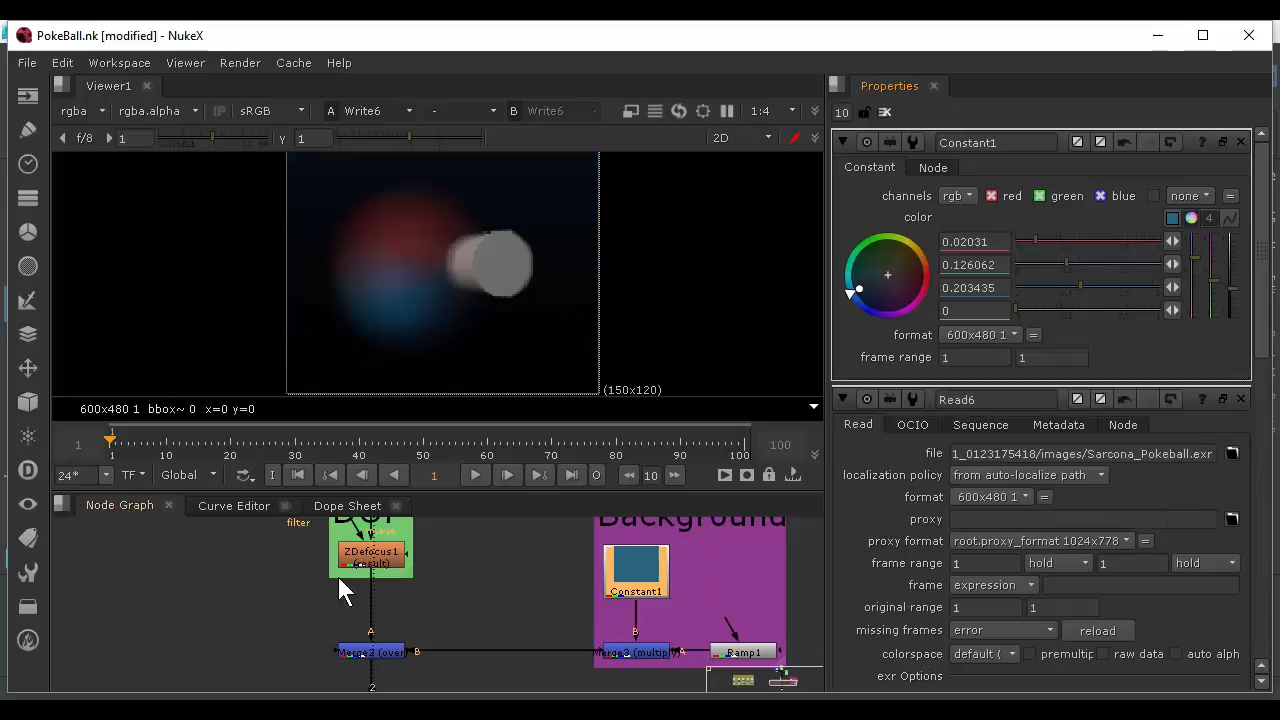 PokeBall.nk [modified] - NukeX
File Edit Workspace Viewer Render Cache Help
Viewer1
rgba rgba.alpha IP sRGB A Write6 - B Write6 1:4
f/8 1 Y 1 2D
(150x120)
600x480 1 bbox~ 0 x=0 y=0
1
1 1 10 20 30 40 50 60 70 80 90 100 100
24* TF Global I 1 O 10
Node Graph Curve Editor Dope Sheet
filter
Background
ZDefocus1
(result)
Constant1
A
B
Merge2 (over)
B
Merge3 (multiply)
A
Ramp1
2
Properties
10
Constant1
Constant Node
channels rgb red green blue none =
color 4
0.02031
0.126062
0.203435
0
format 600x480 1 =
frame range 1 1
Read6
Read OCIO Sequence Metadata Node
file 1_0123175418/images/Sarcona_Pokeball.exr
localization policy from auto-localize path
format 600x480 1 =
proxy
proxy format root.proxy_format 1024x778 =
frame range 1 hold 1 hold
frame expression
original range 1 1
missing frames error reload
colorspace default ( premultip raw data auto alph
exr Options